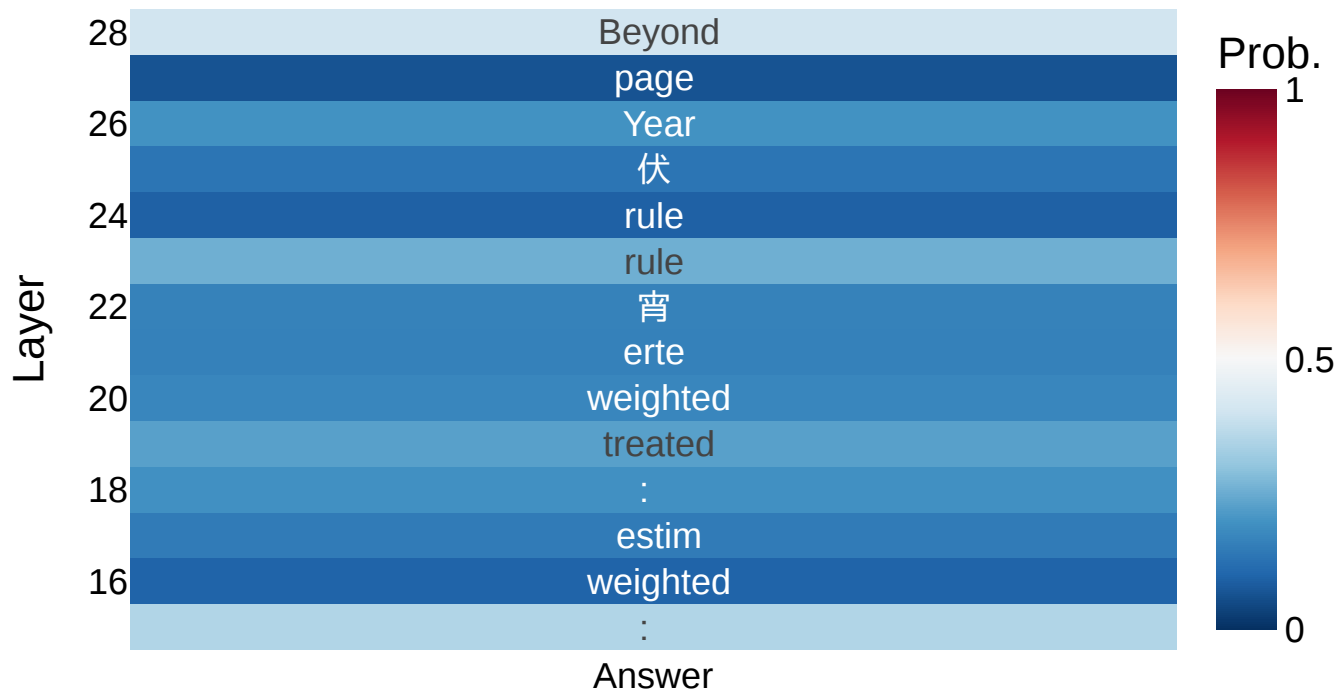 28 Beyond
Prob.
page
1
26 Year
伏
24 rule
rule
Layer
22 宵
erte
0.5
20 weighted
treated
18 :
estim
16 weighted
:
0
Answer